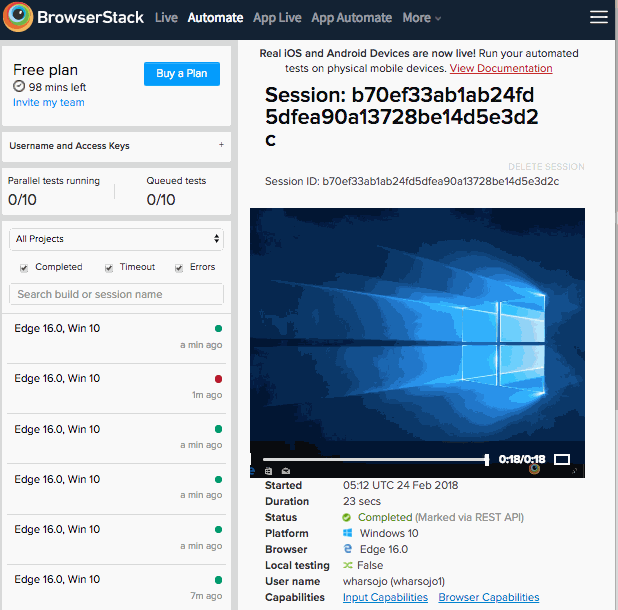 BrowserStack Live Automate App Live App Automate More
Free plan
98 mins left
Invite my team
Buy a Plan
Username and Access Keys +
Parallel tests running
0/10
Queued tests
0/10
All Projects
Completed Timeout Errors
Search build or session name
Edge 16.0, Win 10
a min ago
Edge 16.0, Win 10
1m ago
Edge 16.0, Win 10
a min ago
Edge 16.0, Win 10
a min ago
Edge 16.0, Win 10
a min ago
Edge 16.0, Win 10
7m ago
Real iOS and Android Devices are now live! Run your automated
tests on physical mobile devices. View Documentation
Session: b70ef33ab1ab24fd
5dfea90a13728be14d5e3d2
c
DELETE SESSION
Session ID: b70ef33ab1ab24fd5dfea90a13728be14d5e3d2c
0:18/0:18
Started 05:12 UTC 24 Feb 2018
Duration 23 secs
Status Completed (Marked via REST API)
Platform Windows 10
Browser Edge 16.0
Local testing False
User name wharsojo (wharsojo1)
Capabilities Input Capabilities Browser Capabilities